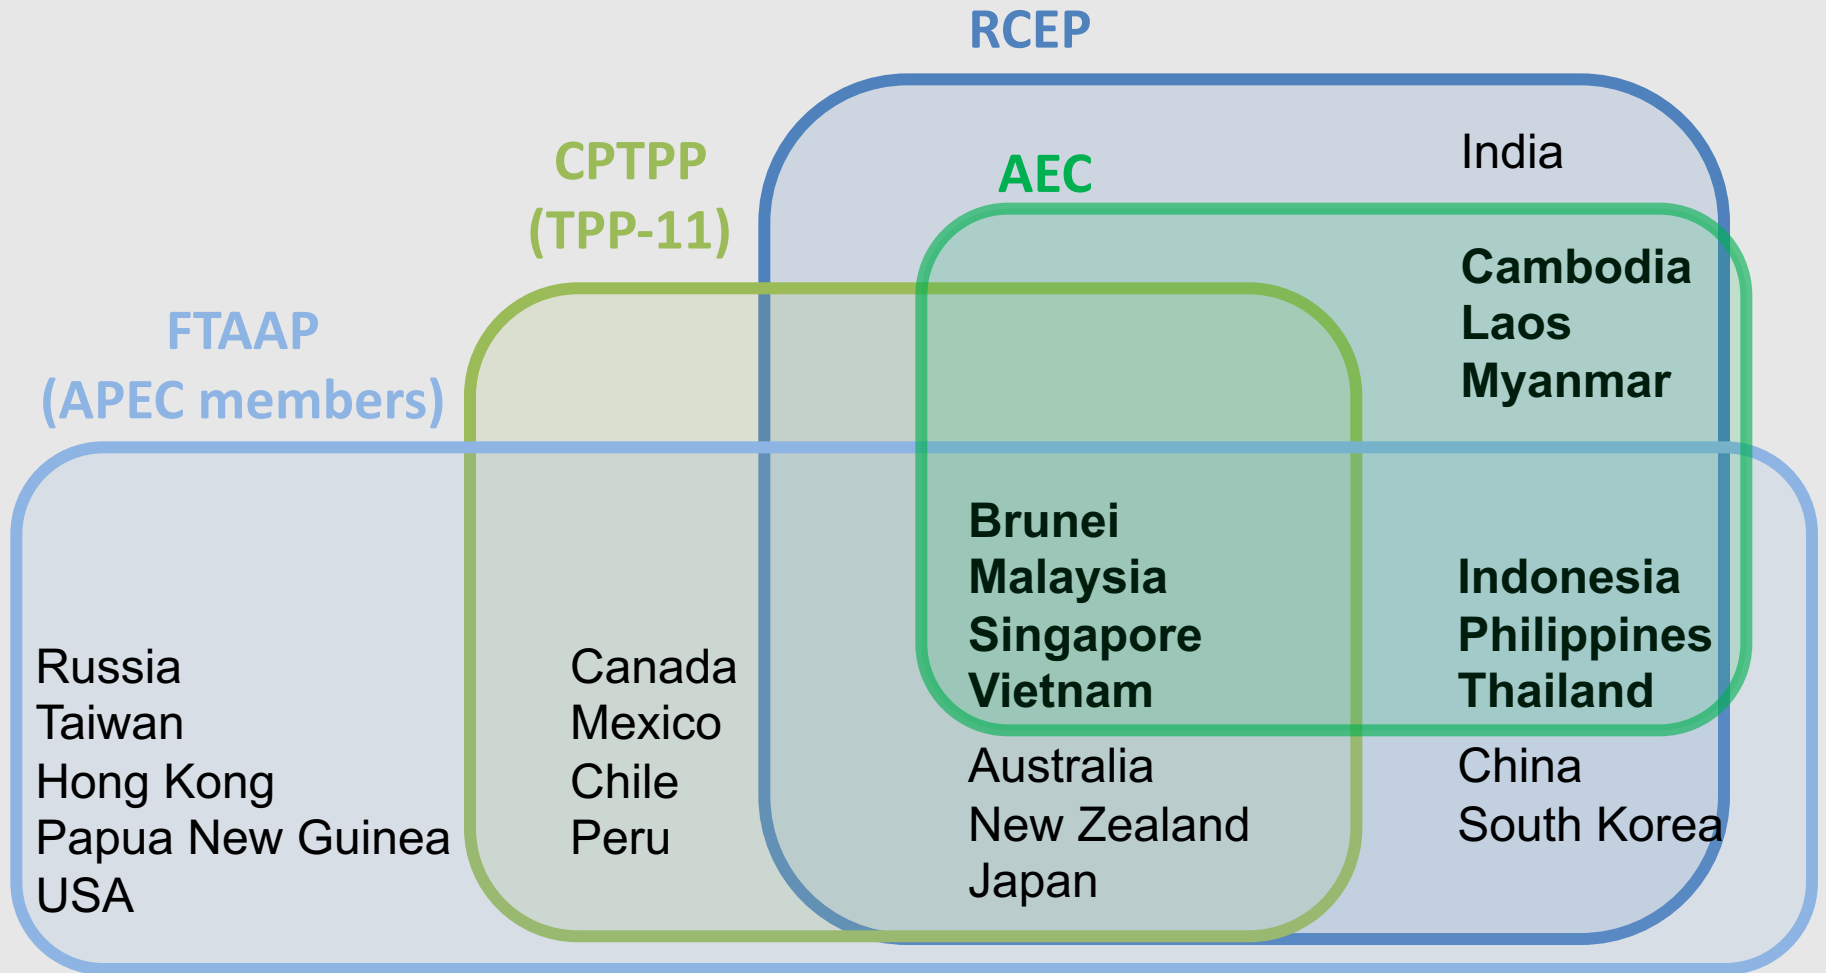 RCEP
India
CPTPP
(TPP-11)
AEC
Cambodia
Laos
Myanmar
FTAAP
(APEC members)
Brunei
Malaysia
Singapore
Vietnam
Indonesia
Philippines
Thailand
Russia
Taiwan
Hong Kong
Papua New Guinea
USA
Canada
Mexico
Chile
Peru
Australia
New Zealand
Japan
China
South Korea